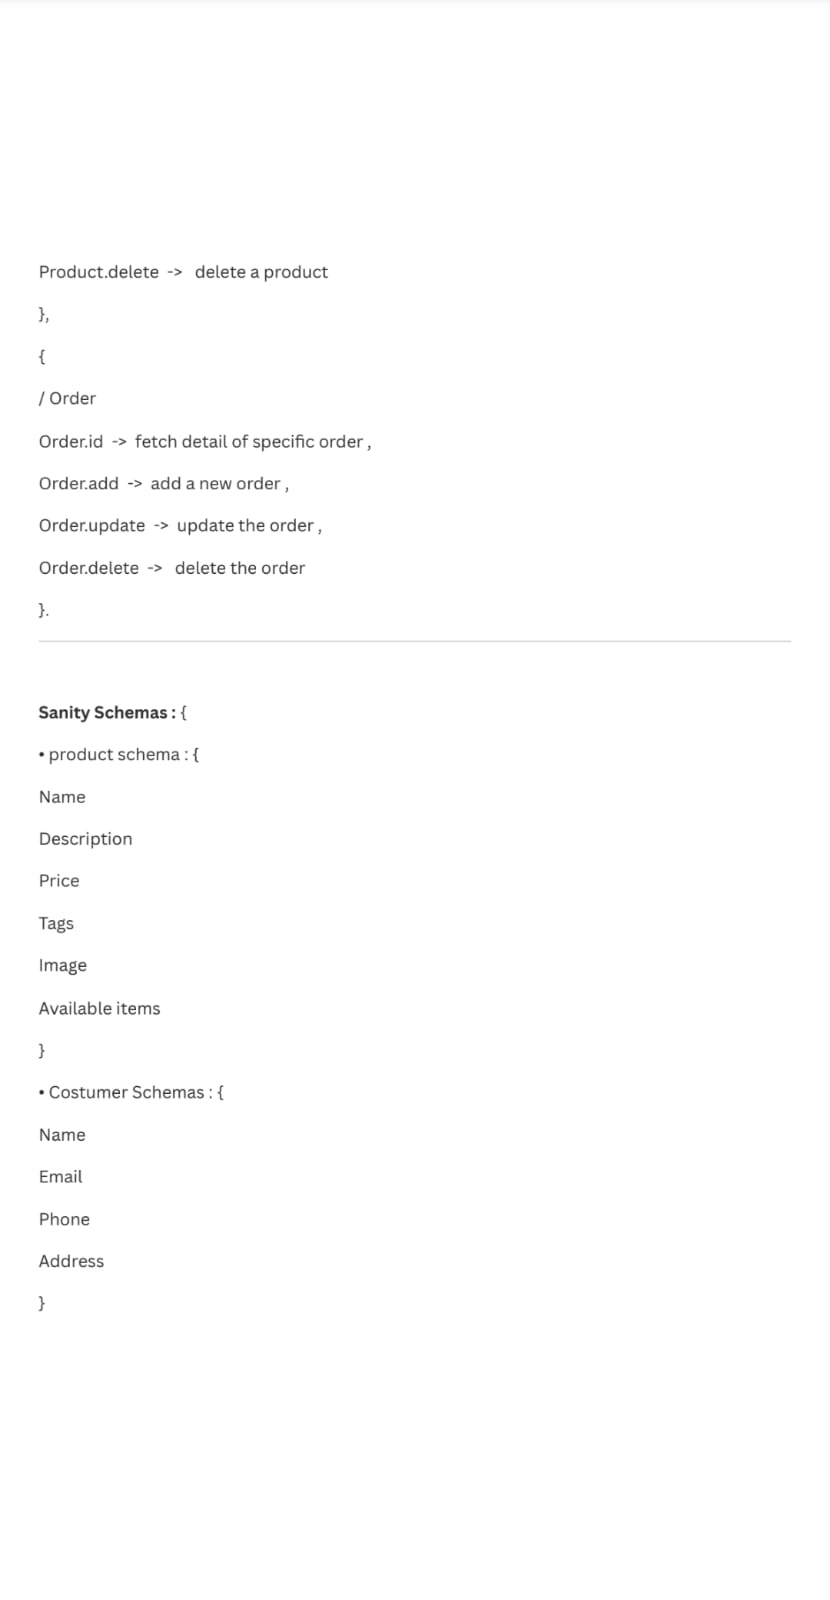 Product.delete -> delete a product
},
{
/ Order
Order.id -> fetch detail of specific order ,
Order.add -> add a new order ,
Order.update -> update the order ,
Order.delete -> delete the order
}.
Sanity Schemas : {
• product schema : {
Name
Description
Price
Tags
Image
Available items
}
• Costumer Schemas : {
Name
Email
Phone
Address
}